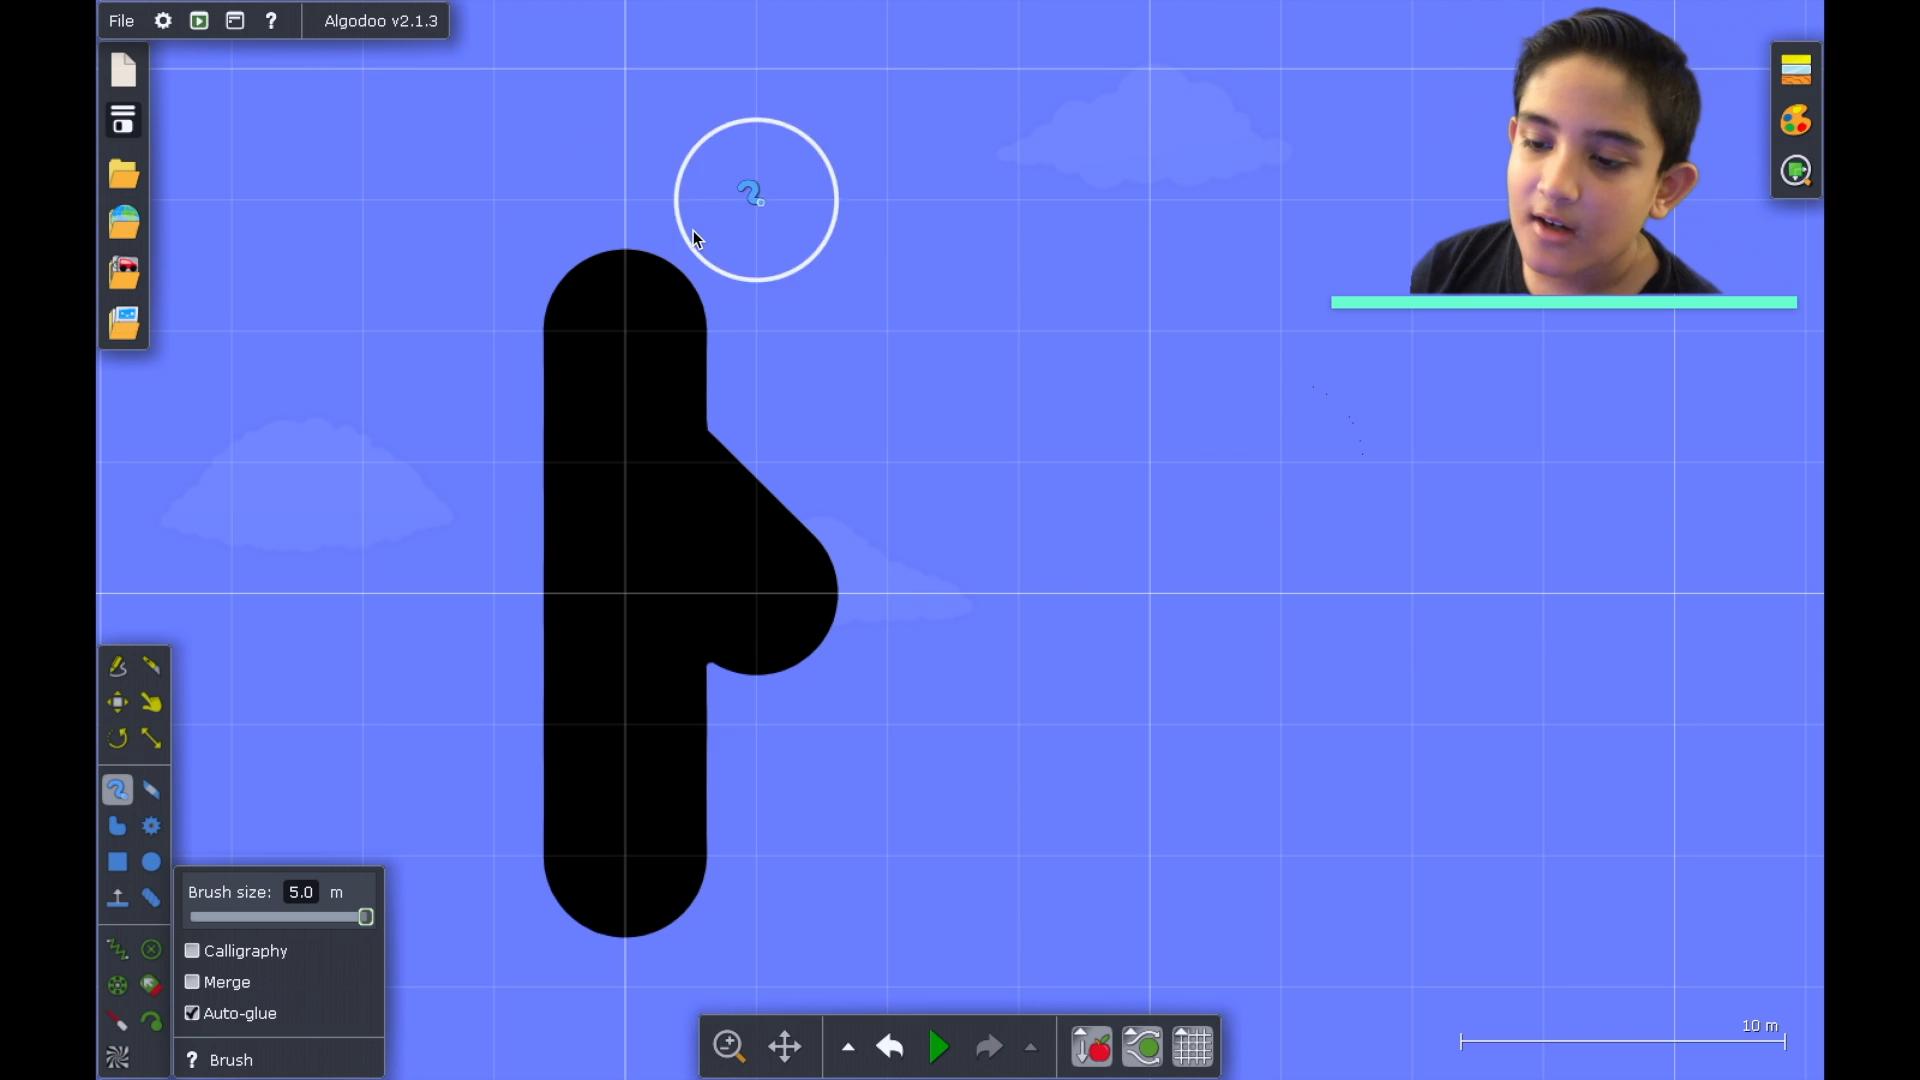 File ? Algodoo v2.1.3
Brush size: 5.0 m
Calligraphy
Merge
Auto-glue
? Brush
10 m